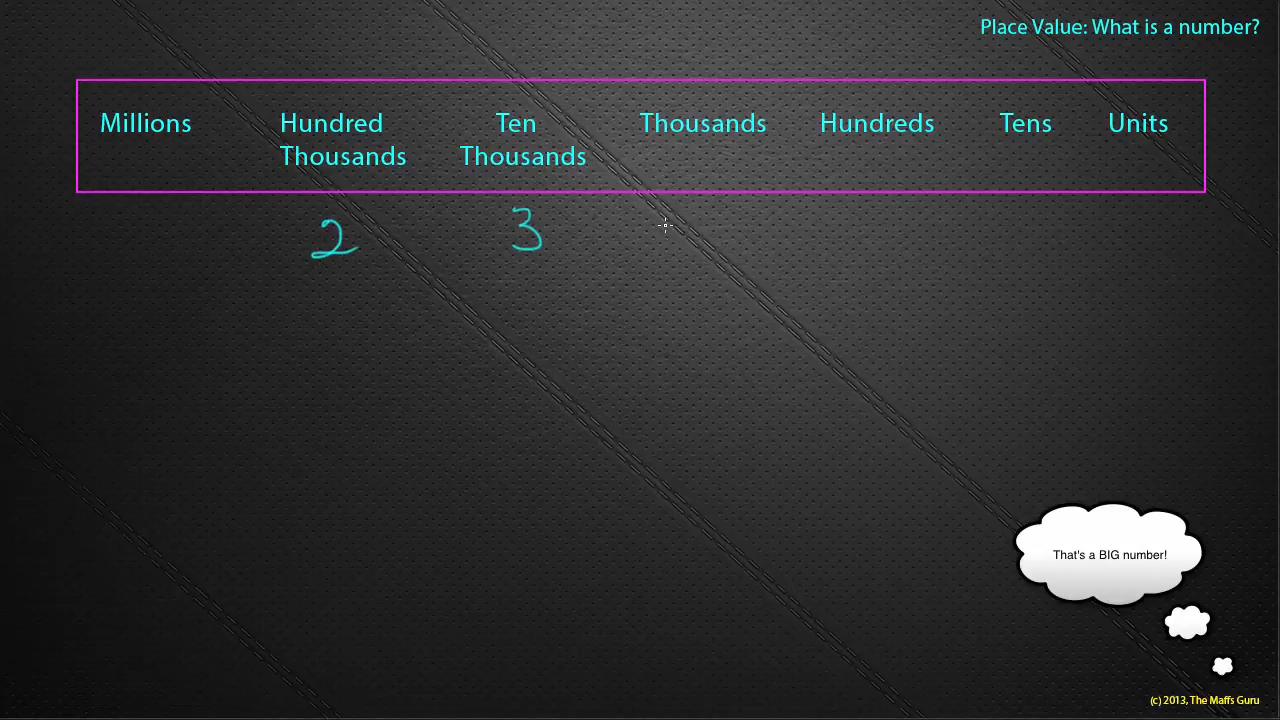 Place Value: What is a number?
Millions Hundred Ten Thousands Hundreds Tens Units
Thousands Thousands
2 3
That's a BIG number!
(c) 2013, The Maffs Guru